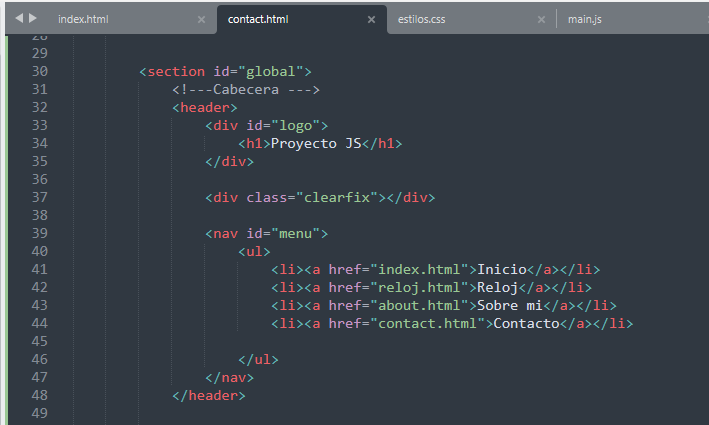 index.html × contact.html × estilos.css × main.js
28
29
30 <section id="global">
31 <!---Cabecera --->
32 <header>
33 <div id="logo">
34 <h1>Proyecto JS</h1>
35 </div>
36
37 <div class="clearfix"></div>
38
39 <nav id="menu">
40 <ul>
41 <li><a href="index.html">Inicio</a></li>
42 <li><a href="reloj.html">Reloj</a></li>
43 <li><a href="about.html">Sobre mi</a></li>
44 <li><a href="contact.html">Contacto</a></li>
45
46 </ul>
47 </nav>
48 </header>
49